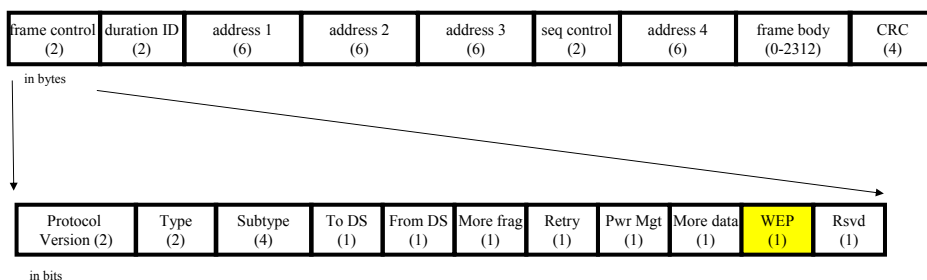 frame control duration ID address 1 address 2 address 3 seq control address 4 frame body CRC
(2) (2) (6) (6) (6) (2) (6) (0-2312) (4)
in bytes
Protocol Type Subtype To DS From DS More frag Retry Pwr Mgt More data WEP Rsvd
Version (2) (2) (4) (1) (1) (1) (1) (1) (1) (1) (1)
in bits